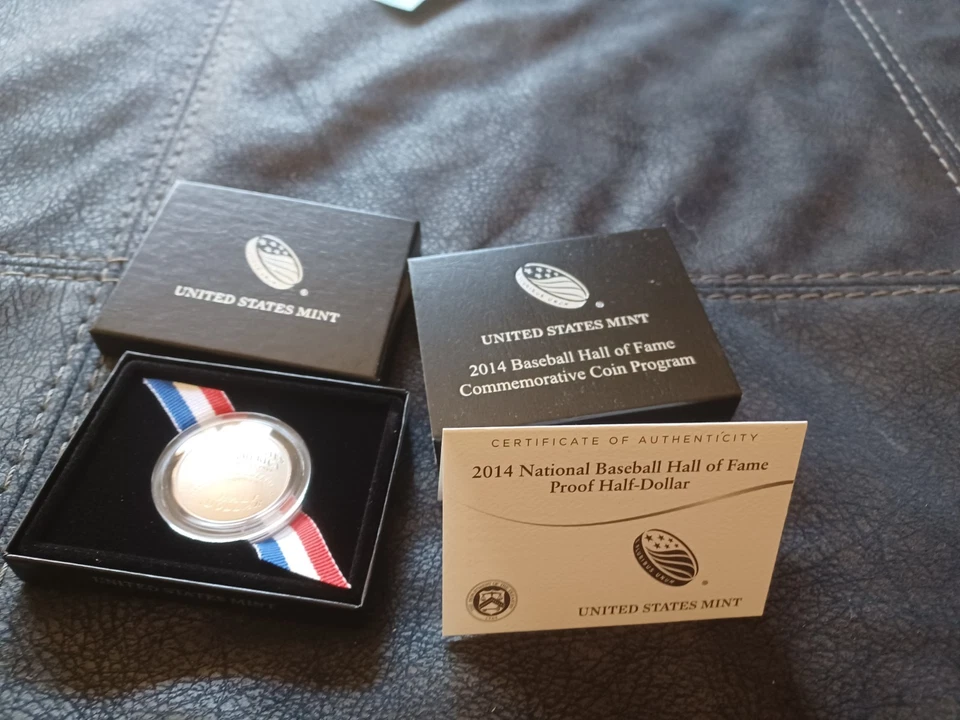 UNITED STATES MINT
UNITED STATES MINT
2014 Baseball Hall of Fame
Commemorative Coin Program
CERTIFICATE OF AUTHENTICITY
2014 National Baseball Hall of Fame
Proof Half-Dollar
UNITED STATES MINT
UNITED STATES MINT